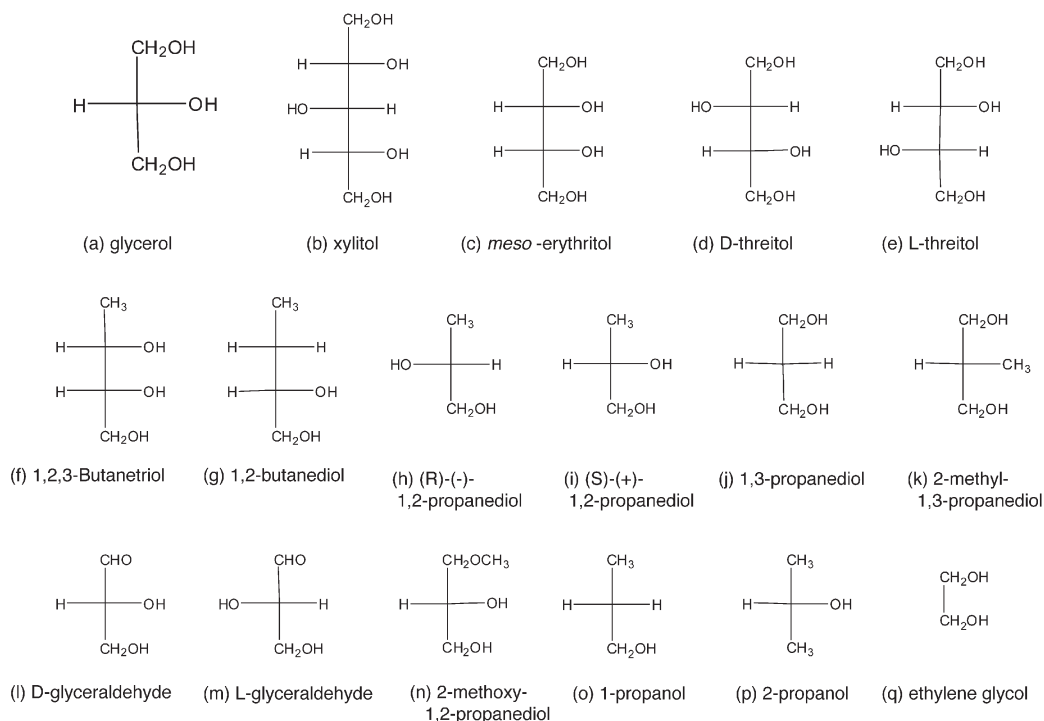 CH₂OH
H OH
CH₂OH
(a) glycerol
CH₂OH
H OH
HO H
H OH
CH₂OH
(b) xylitol
CH₂OH
H OH
H OH
CH₂OH
(c) meso -erythritol
CH₂OH
HO H
H OH
CH₂OH
(d) D-threitol
CH₂OH
H OH
HO H
CH₂OH
(e) L-threitol
CH₃
H OH
H OH
CH₂OH
(f) 1,2,3-Butanetriol
CH₃
H H
H OH
CH₂OH
(g) 1,2-butanediol
CH₃
HO H
CH₂OH
(h) (R)-(-)-
1,2-propanediol
CH₃
H OH
CH₂OH
(i) (S)-(+)-
1,2-propanediol
CH₂OH
H H
CH₂OH
(j) 1,3-propanediol
CH₂OH
H CH₃
CH₂OH
(k) 2-methyl-
1,3-propanediol
CHO
H OH
CH₂OH
(l) D-glyceraldehyde
CHO
HO H
CH₂OH
(m) L-glyceraldehyde
CH₂OCH₃
H OH
CH₂OH
(n) 2-methoxy-
1,2-propanediol
CH₃
H H
CH₂OH
(o) 1-propanol
CH₃
H OH
CH₃
(p) 2-propanol
CH₂OH
CH₂OH
(q) ethylene glycol